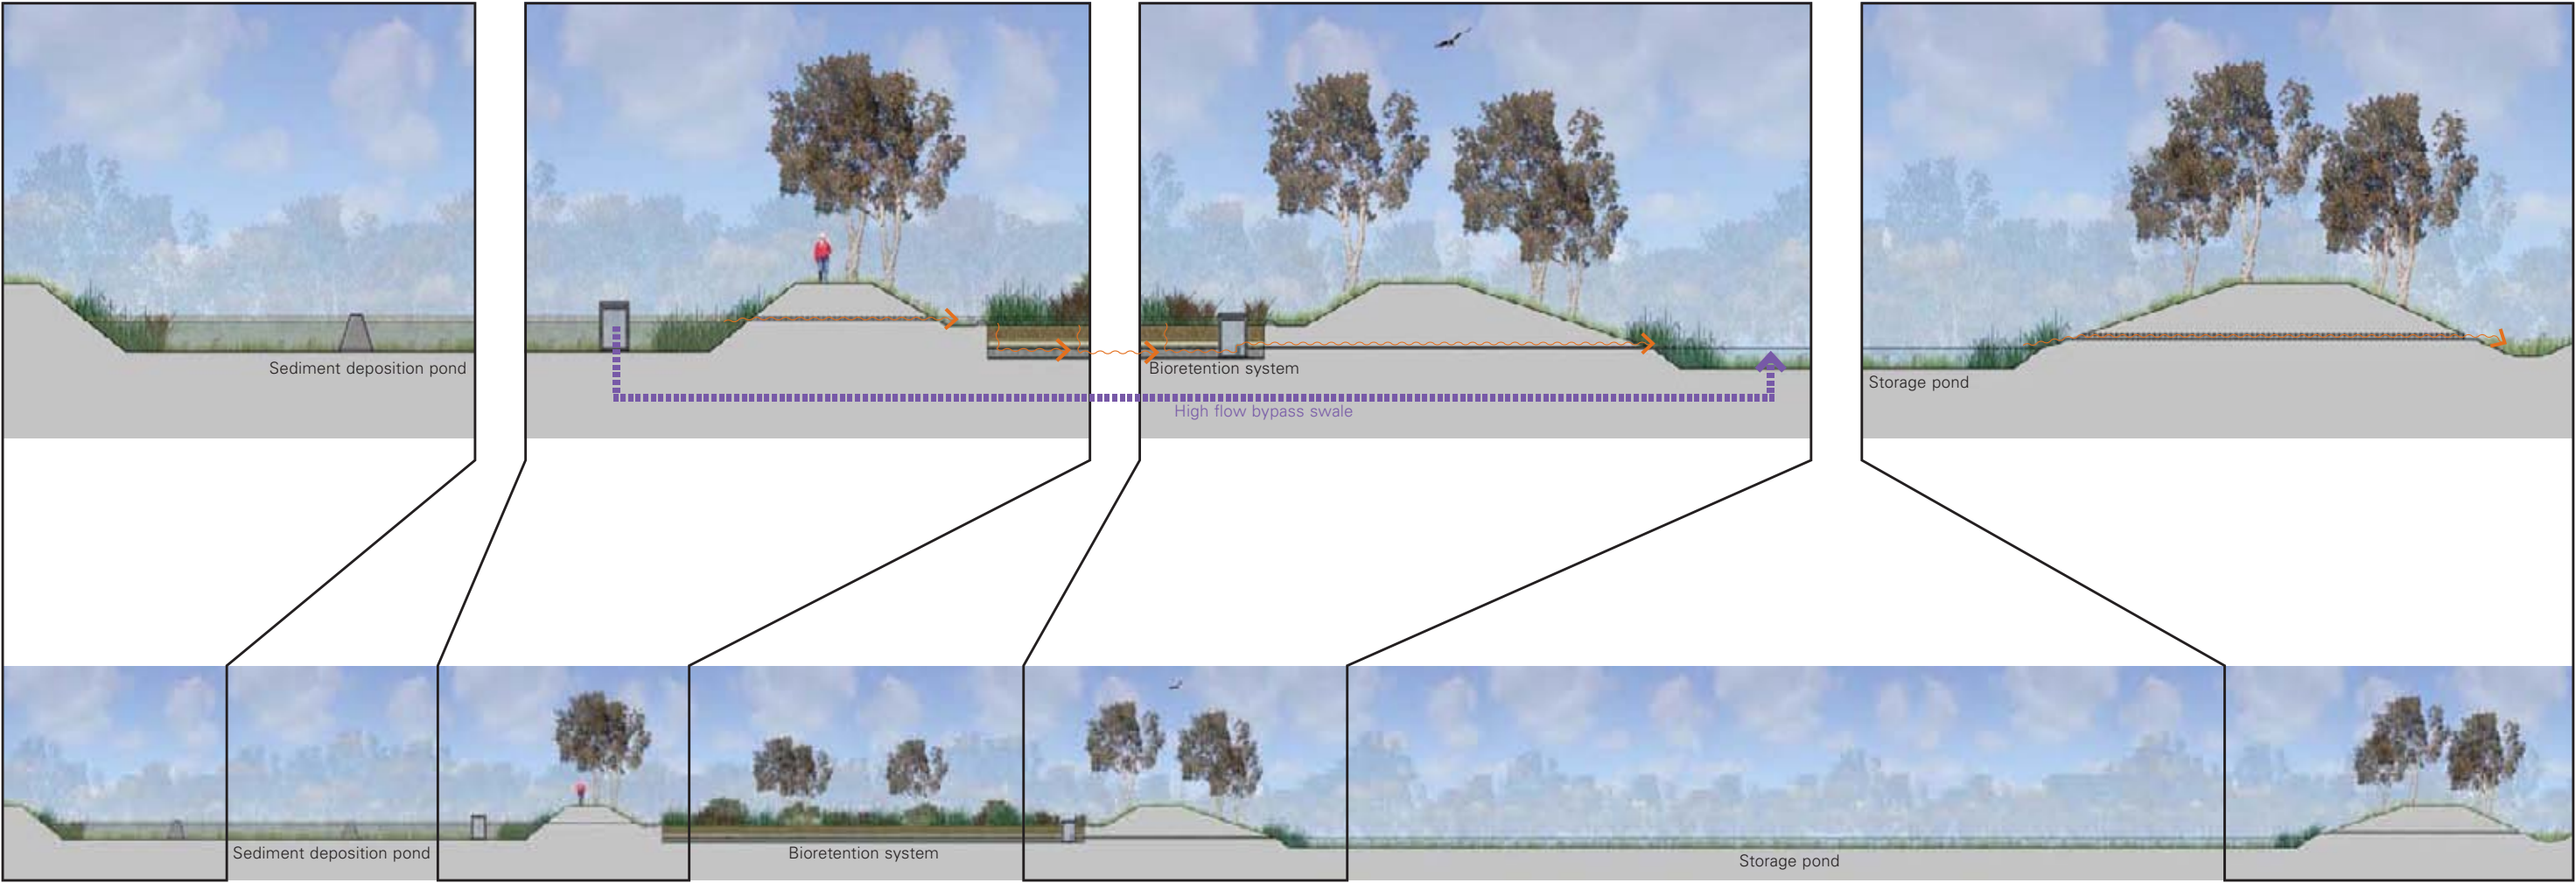 Sediment deposition pond
Bioretention system
High flow bypass swale
Storage pond
Sediment deposition pond
Bioretention system
Storage pond